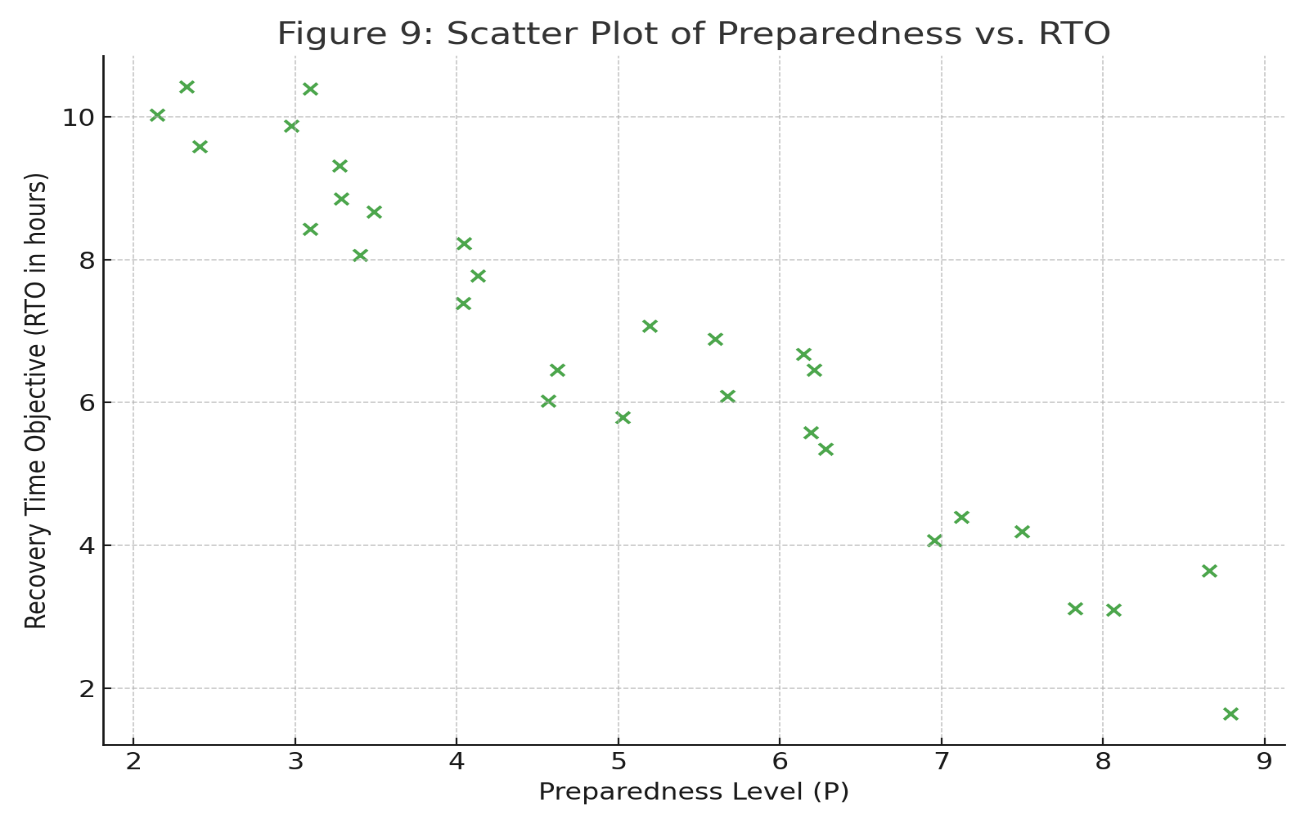 Figure 9: Scatter Plot of Preparedness vs. RTO
Recovery Time Objective (RTO in hours)
10
8
6
4
2
2 3 4 5 6 7 8 9
Preparedness Level (P)